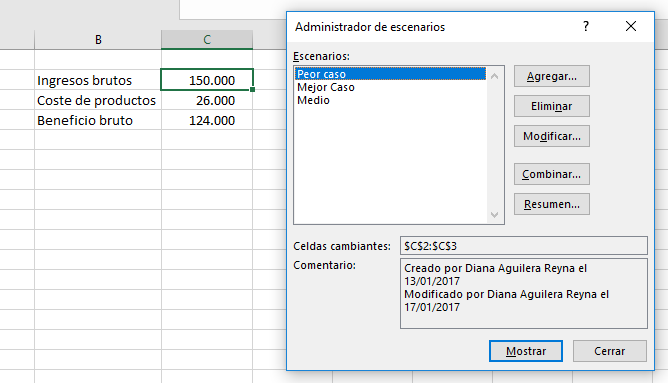 B C
Ingresos brutos 150.000
Coste de productos 26.000
Beneficio bruto 124.000
Administrador de escenarios ? ×
Escenarios:
Peor caso
Mejor Caso
Medio
Agregar...
Eliminar
Modificar...
Combinar...
Resumen...
Celdas cambiantes: $C$2:$C$3
Comentario:
Creado por Diana Aguilera Reyna el
13/01/2017
Modificado por Diana Aguilera Reyna el
17/01/2017
Mostrar Cerrar